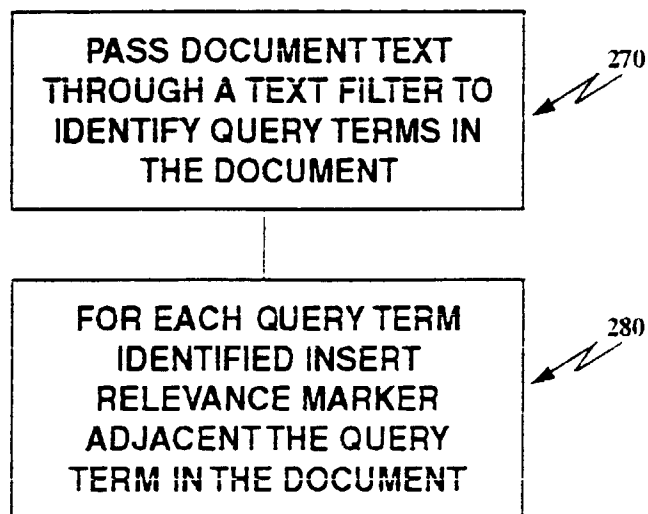 PASS DOCUMENT TEXT
THROUGH A TEXT FILTER TO
IDENTIFY QUERY TERMS IN
THE DOCUMENT
270
FOR EACH QUERY TERM
IDENTIFIED INSERT
RELEVANCE MARKER
ADJACENT THE QUERY
TERM IN THE DOCUMENT
280